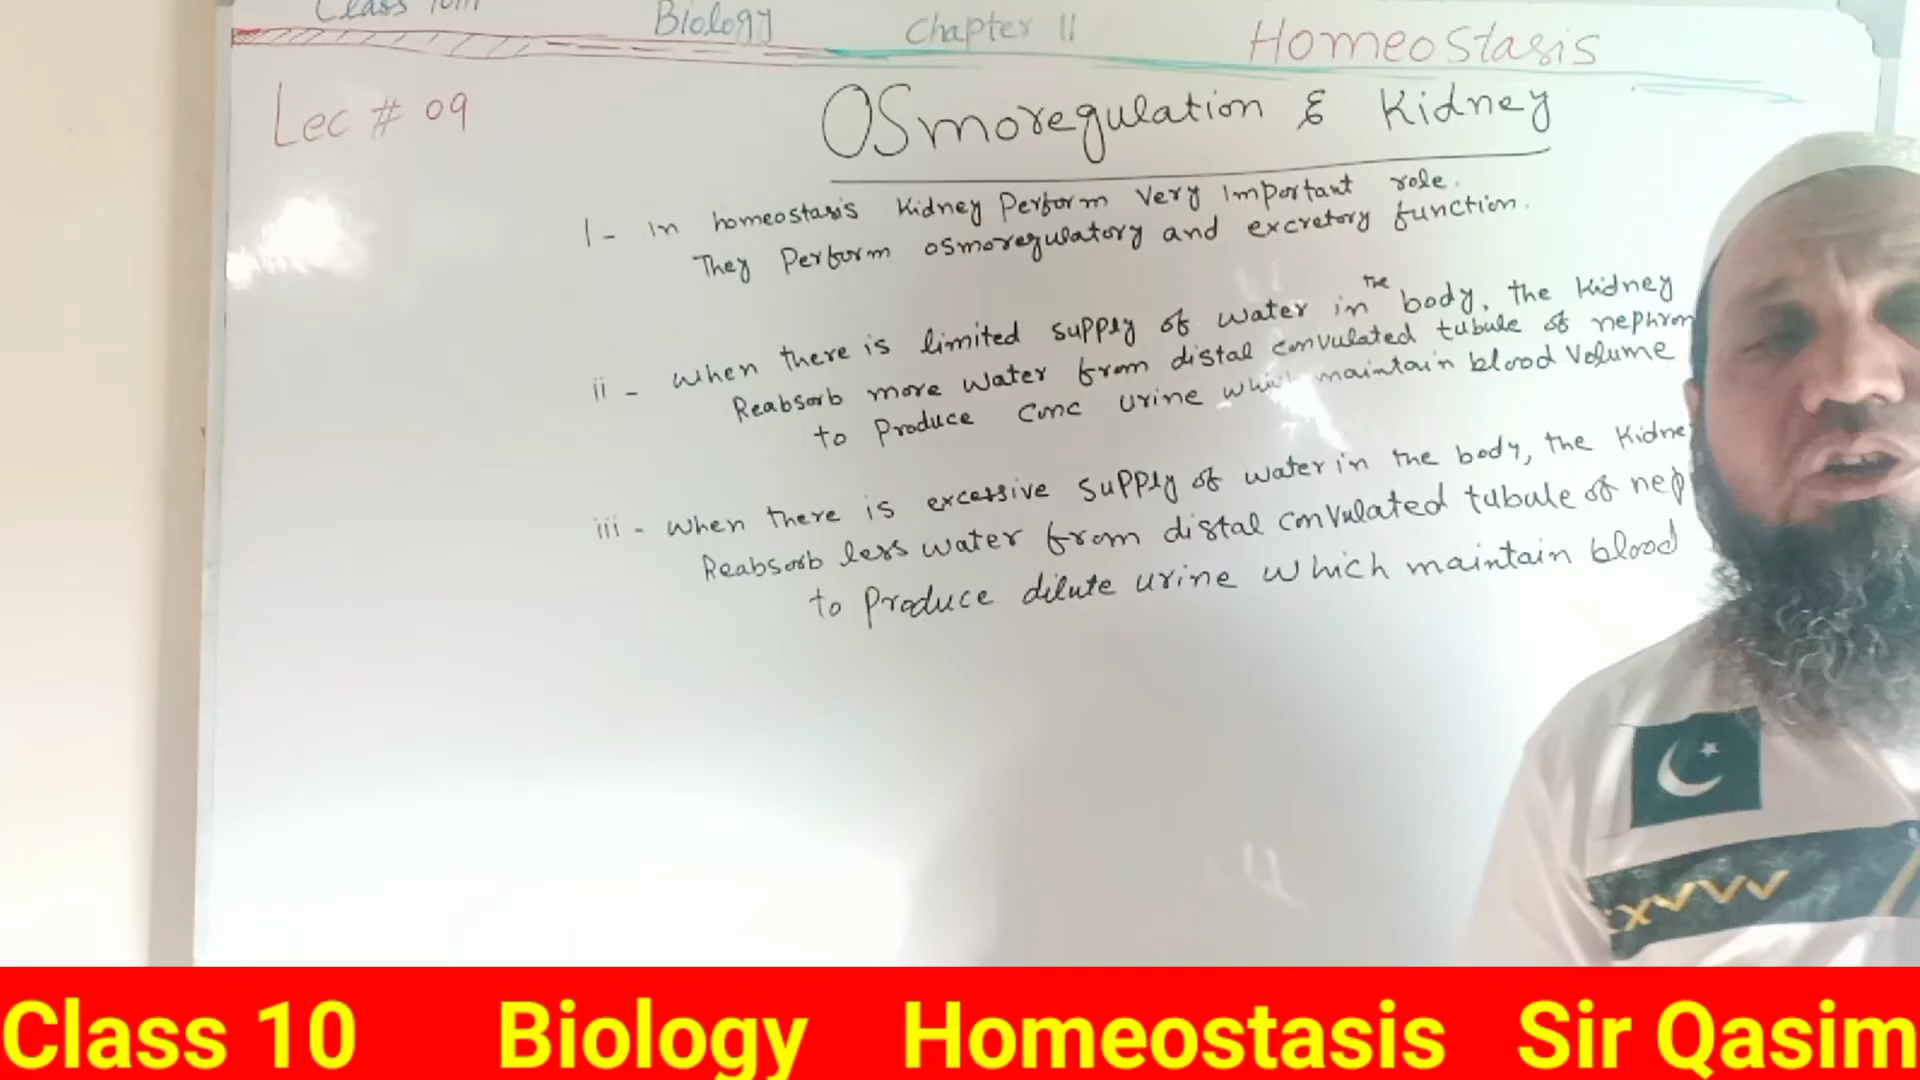 Class 10th Biology Chapter 11 Homeostasis
Lec # 09
Osmoregulation & Kidney
1- In homeostasis Kidney Perform Very Important role.
They Perform osmoregulatory and excretory function.
ii - When there is limited supply of water in the body, the Kidney
Reabsorb more water from distal convulated tubule of nephron
to Produce Conc urine which maintain blood Volume
iii - When there is excessive supply of water in the body, the Kidne
Reabsorb less water from distal Convulated tubule of nep
to Produce dilute urine which maintain blood
Class 10 Biology Homeostasis Sir Qasim